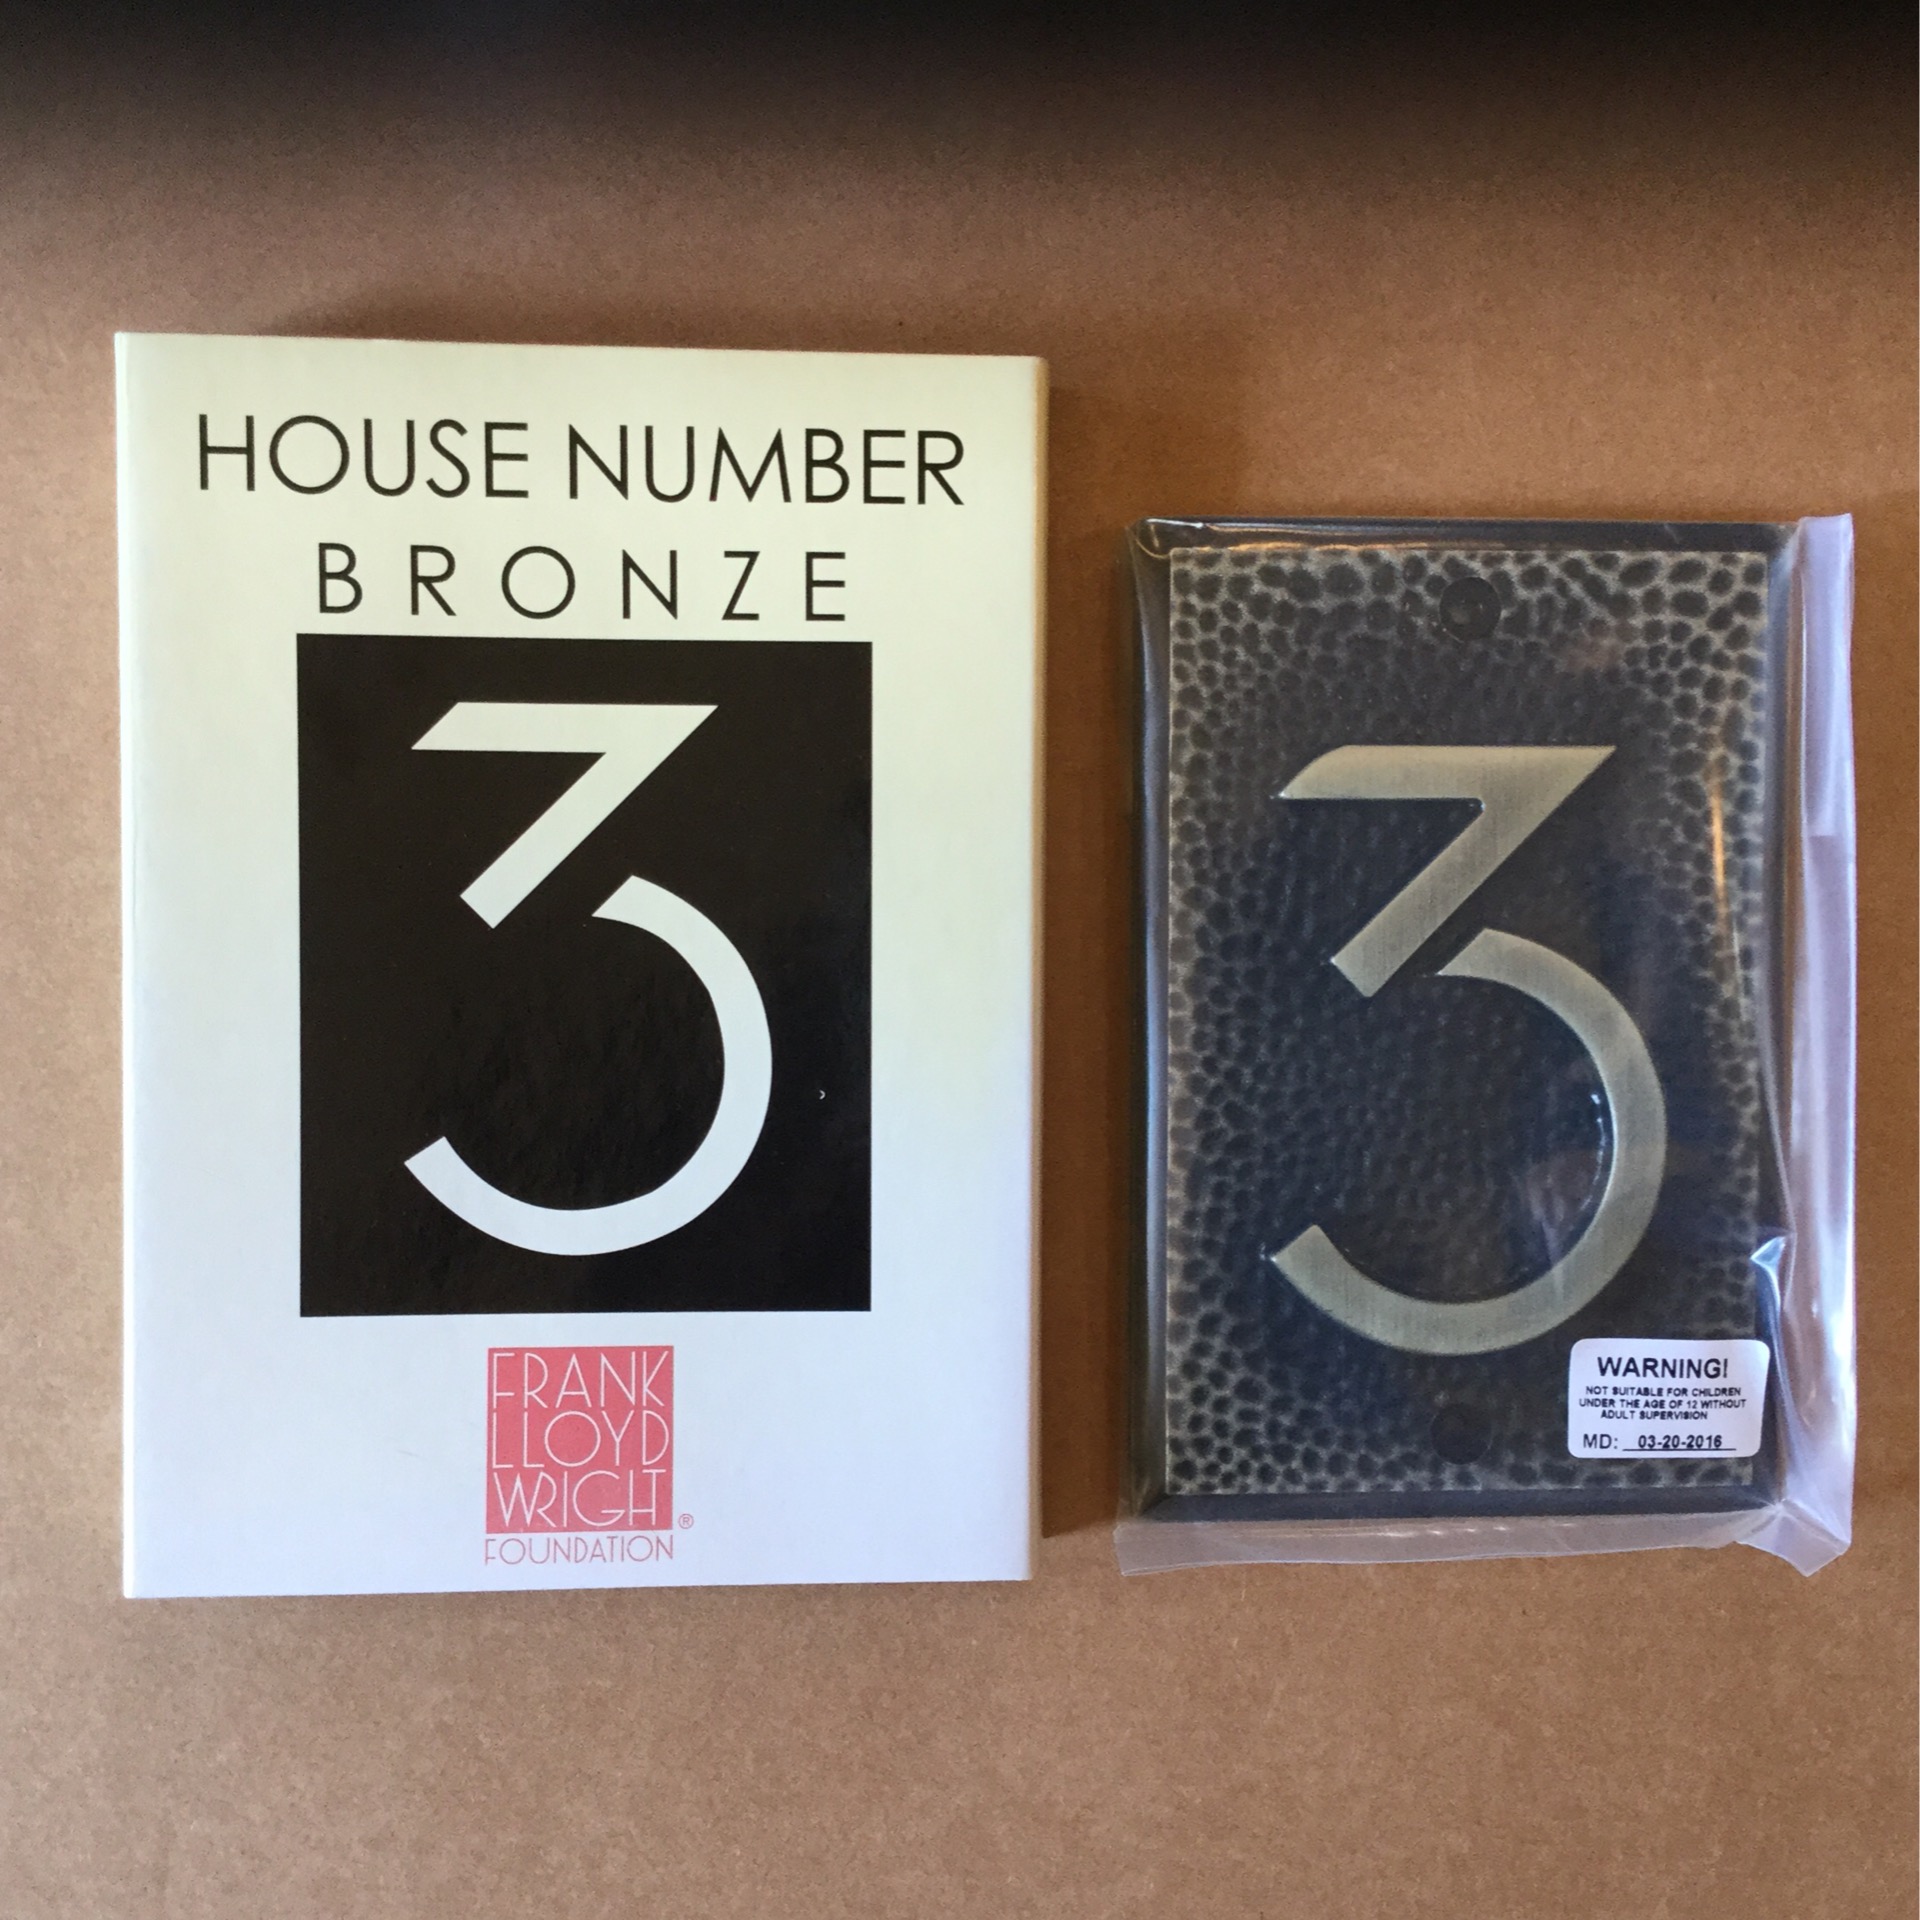 HOUSE NUMBER
BRONZE
3
FRANK
LLOYD
WRIGHT
®
FOUNDATION
3
WARNING!
NOT SUITABLE FOR CHILDREN
UNDER THE AGE OF 12 WITHOUT
ADULT SUPERVISION
MD: 03-20-2016